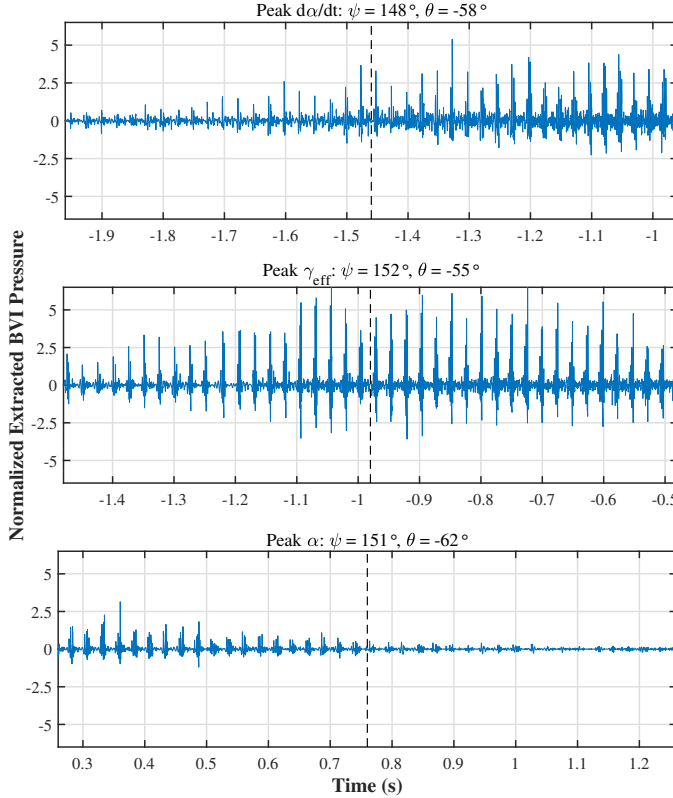 Peak dα/dt: ψ = 148°, θ = -58°
5
2.5
0
-2.5
-5
-1.9 -1.8 -1.7 -1.6 -1.5 -1.4 -1.3 -1.2 -1.1 -1
Normalized Extracted BVI Pressure
Peak γeff: ψ = 152°, θ = -55°
5
2.5
0
-2.5
-5
-1.4 -1.3 -1.2 -1.1 -1 -0.9 -0.8 -0.7 -0.6 -0.5
Peak α: ψ = 151°, θ = -62°
5
2.5
0
-2.5
-5
0.3 0.4 0.5 0.6 0.7 0.8 0.9 1 1.1 1.2
Time (s)